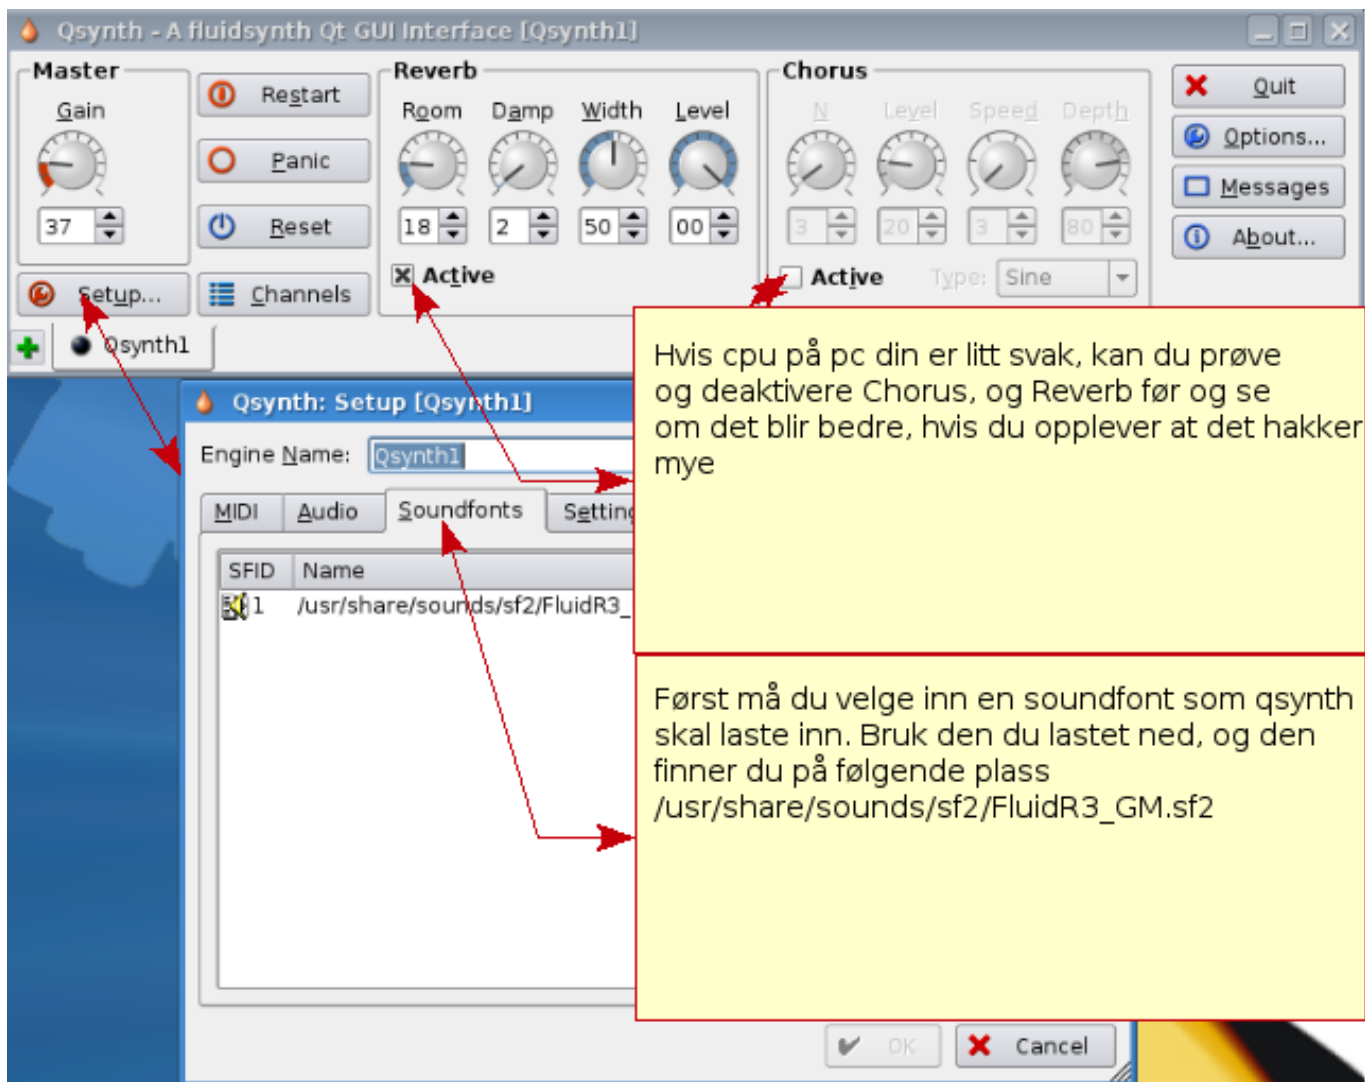 Qsynth - A fluidsynth Qt GUI Interface [Qsynth1]
Master
Gain
37
Setup...
Restart
Panic
Reset
Channels
Reverb
Room Damp Width Level
18 2 50 00
Active
Chorus
N Level Speed Depth
3 20 3 80
Active Type: Sine
Quit
Options...
Messages
About...
Qsynth1
Hvis cpu på pc din er litt svak, kan du prøve
og deaktivere Chorus, og Reverb før og se
om det blir bedre, hvis du opplever at det hakker
mye
Qsynth: Setup [Qsynth1]
Engine Name: Qsynth1
MIDI Audio Soundfonts Setting
SFID Name
1 /usr/share/sounds/sf2/FluidR3_
Først må du velge inn en soundfont som qsynth
skal laste inn. Bruk den du lastet ned, og den
finner du på følgende plass
/usr/share/sounds/sf2/FluidR3_GM.sf2
OK Cancel